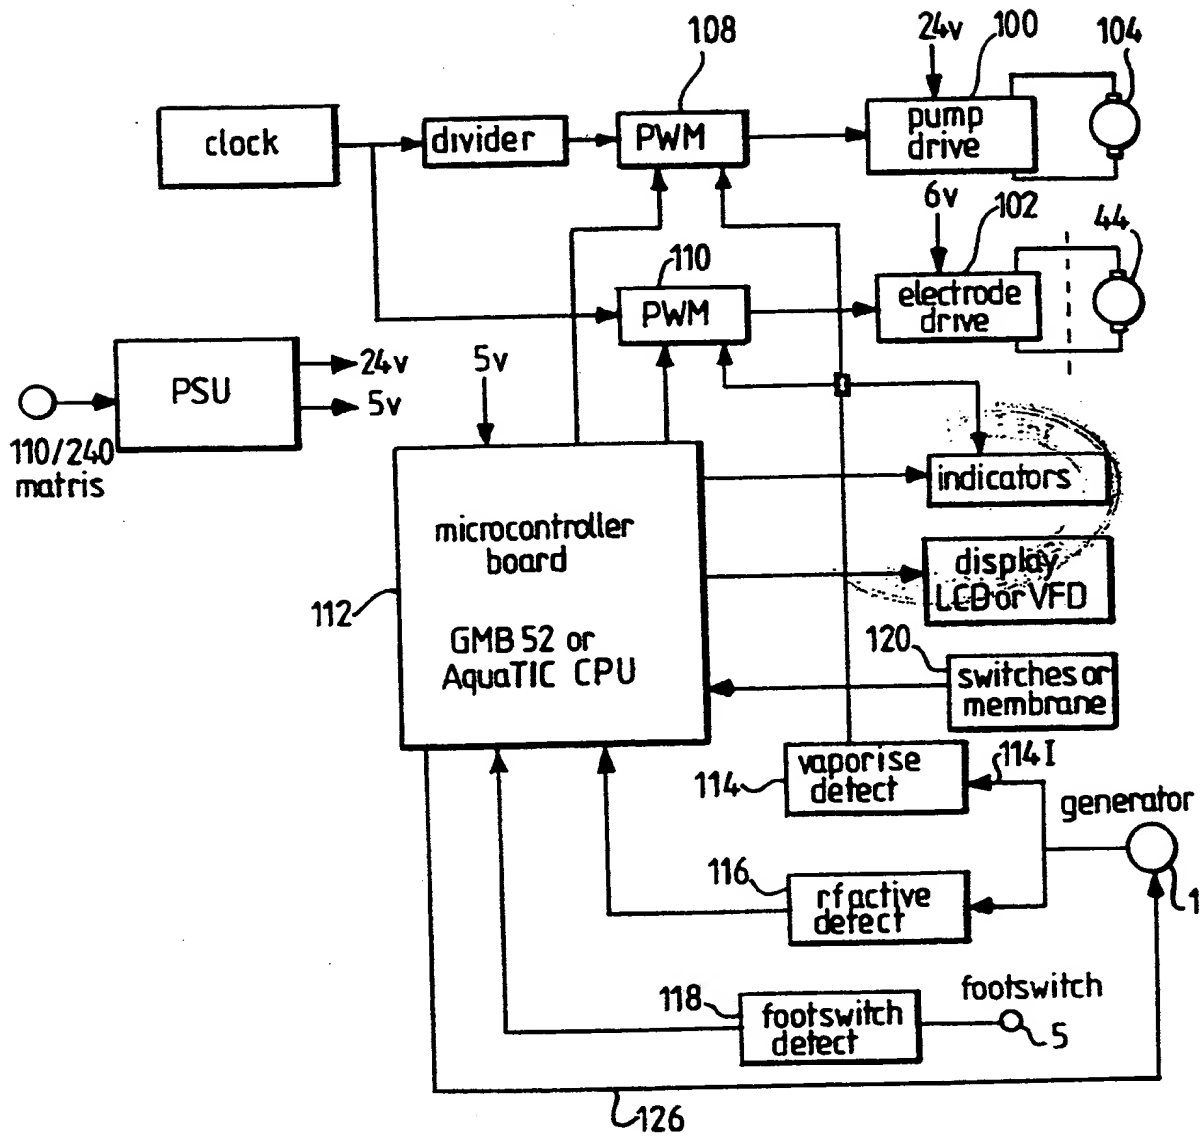 108
24v
100
104
clock
divider
PWM
pump
drive
6v
102
44
110
PWM
electrode
drive
PSU
24v
5v
5v
110/240
matris
indicators
microcontroller
board
display
LCD or VFD
112
GMB 52 or
AquaTIC CPU
120
switches or
membrane
114
vaporise
detect
114 I
generator
116
rf active
detect
1
118
footswitch
detect
footswitch
5
126